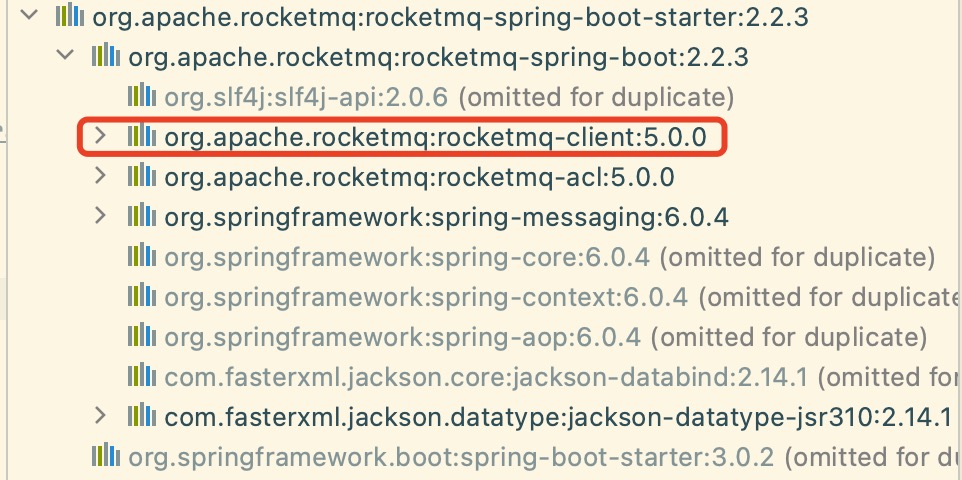 org.apache.rocketmq:rocketmq-spring-boot-starter:2.2.3
org.apache.rocketmq:rocketmq-spring-boot:2.2.3
org.slf4j:slf4j-api:2.0.6 (omitted for duplicate)
org.apache.rocketmq:rocketmq-client:5.0.0
org.apache.rocketmq:rocketmq-acl:5.0.0
org.springframework:spring-messaging:6.0.4
org.springframework:spring-core:6.0.4 (omitted for duplicate)
org.springframework:spring-context:6.0.4 (omitted for duplicate
org.springframework:spring-aop:6.0.4 (omitted for duplicate)
com.fasterxml.jackson.core:jackson-databind:2.14.1 (omitted for
com.fasterxml.jackson.datatype:jackson-datatype-jsr310:2.14.1
org.springframework.boot:spring-boot-starter:3.0.2 (omitted for